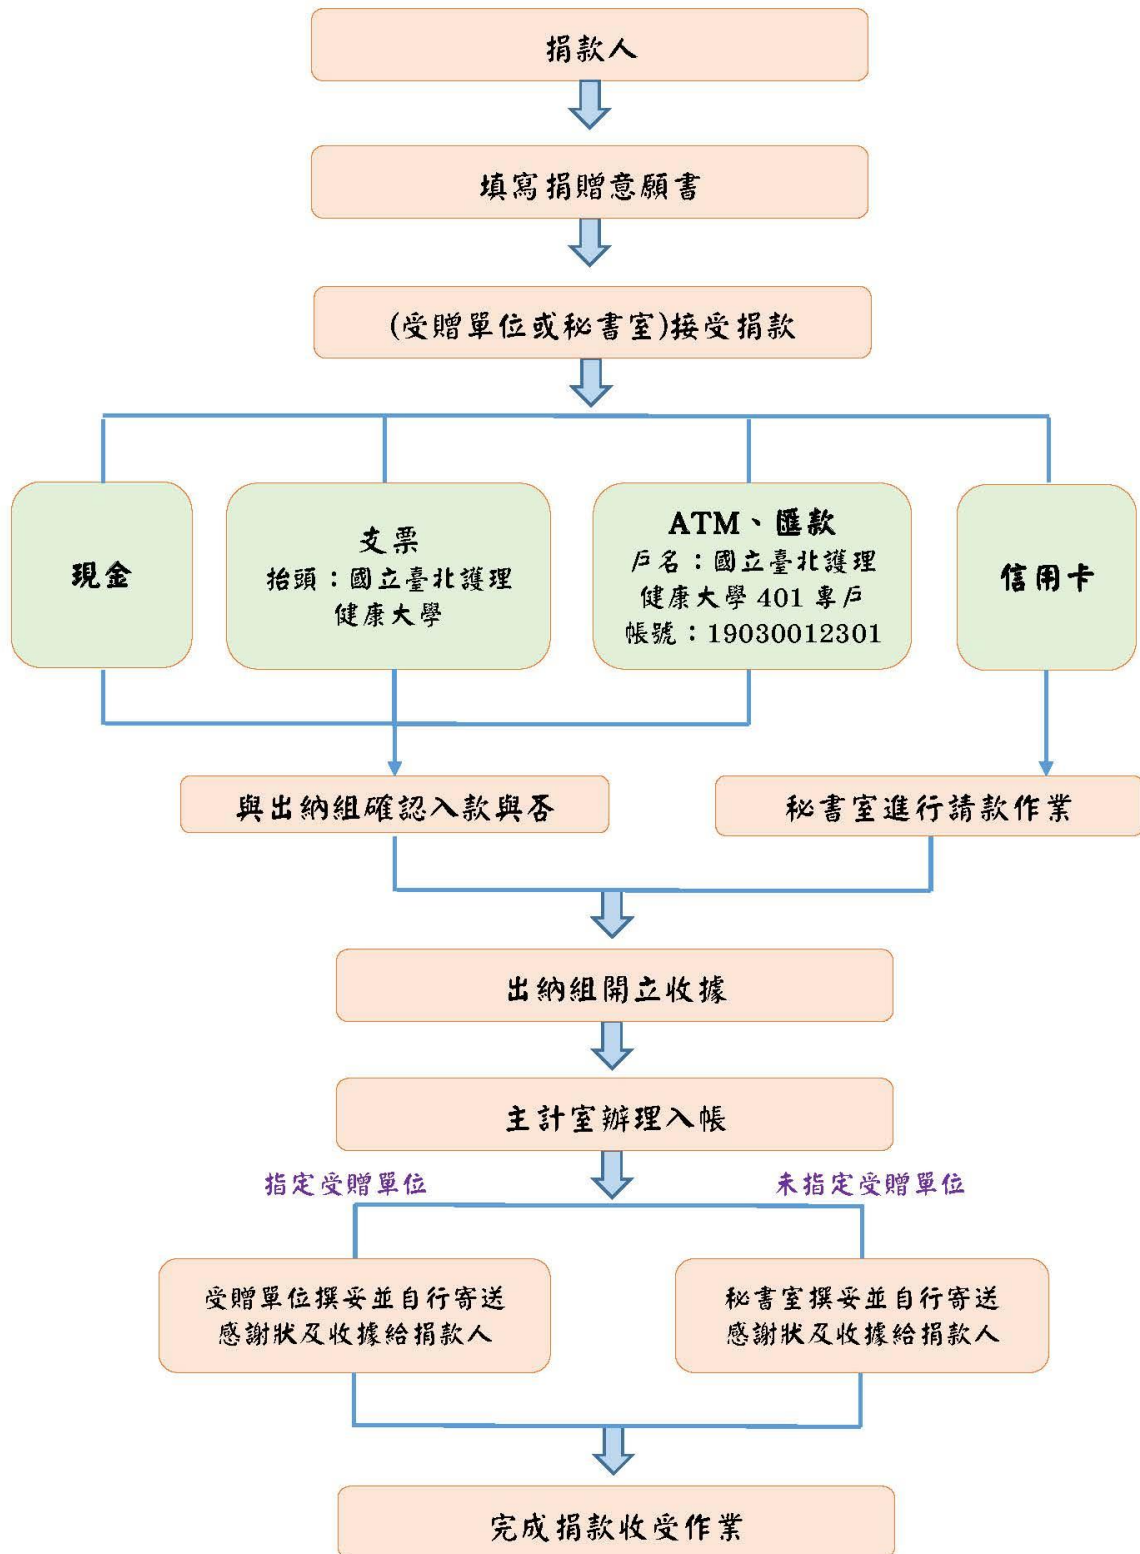 捐款人
填寫捐贈意願書
(受贈單位或秘書室)接受捐款
現金
支票
抬頭：國立臺北護理
健康大學
ATM、匯款
戶名：國立臺北護理
健康大學 401 專戶
帳號：19030012301
信用卡
與出納組確認入款與否
秘書室進行請款作業
出納組開立收據
主計室辦理入帳
指定受贈單位
未指定受贈單位
受贈單位撰妥並自行寄送
感謝狀及收據給捐款人
秘書室撰妥並自行寄送
感謝狀及收據給捐款人
完成捐款收受作業